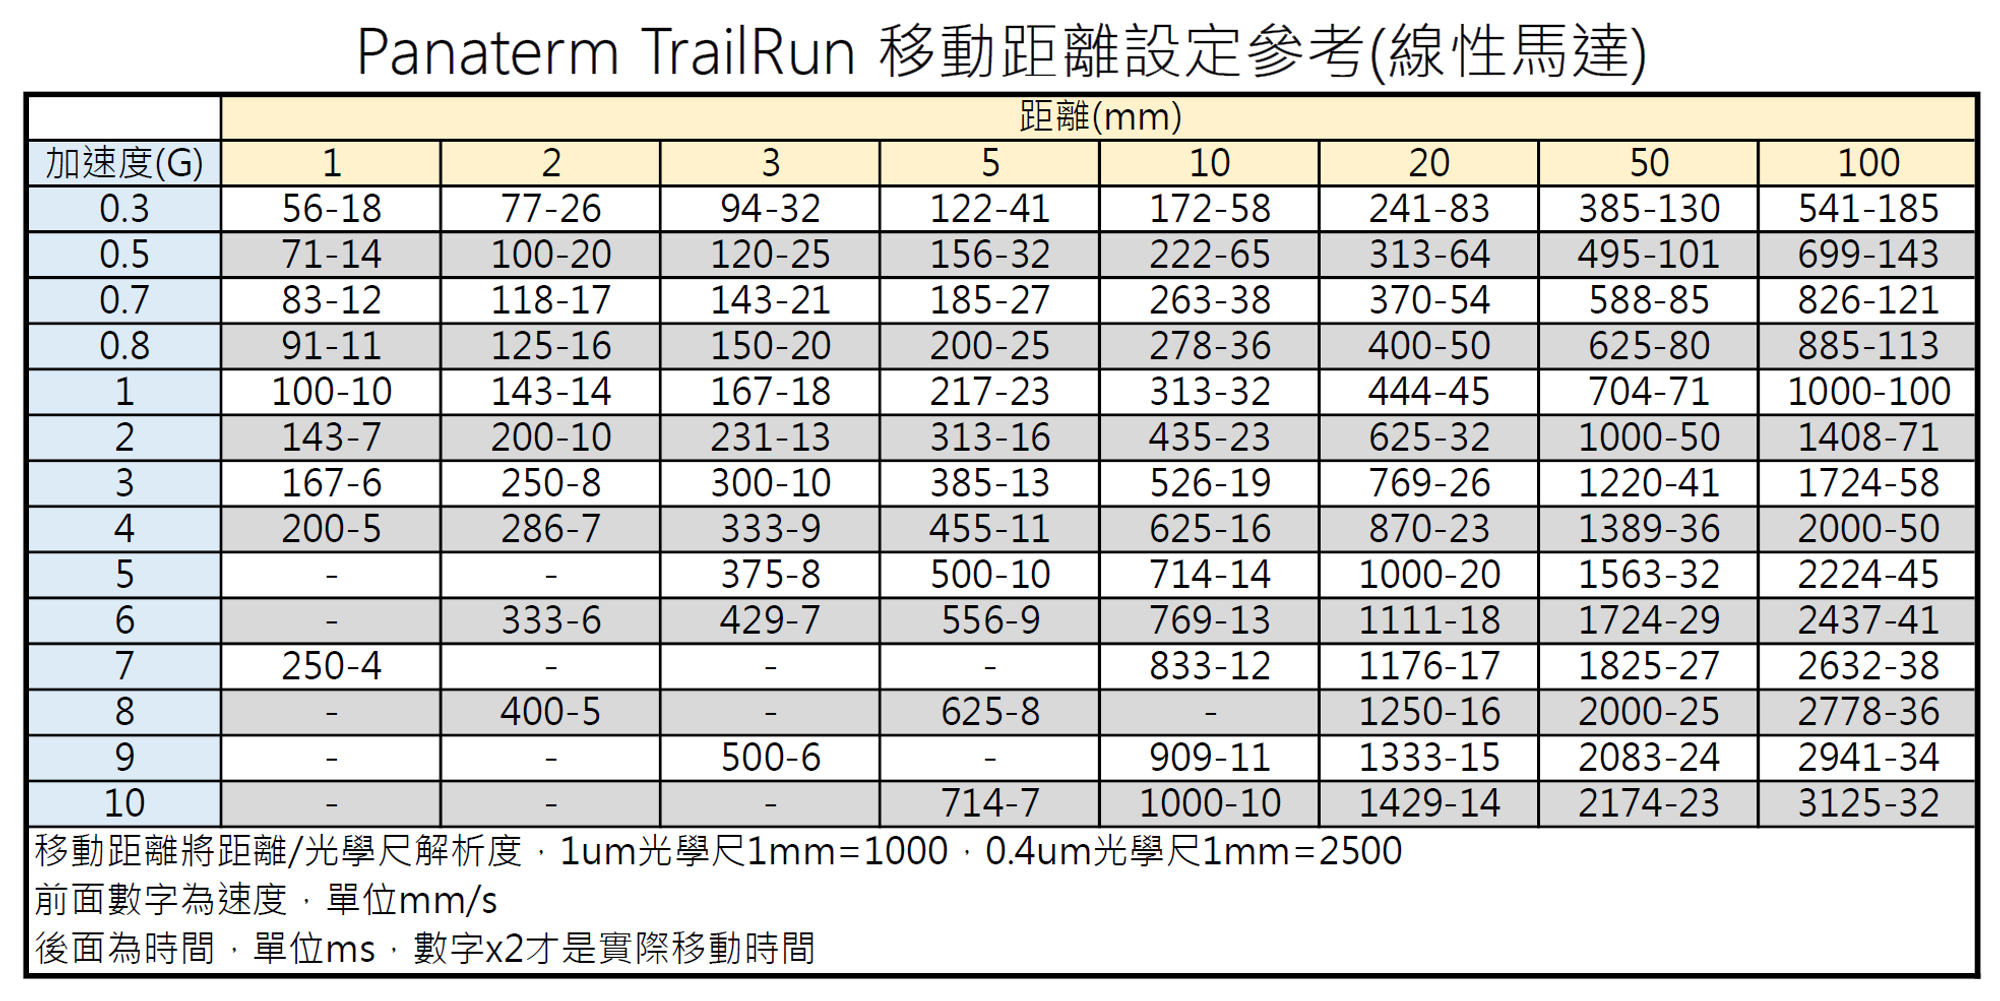 Panaterm TrailRun 移動距離設定參考(線性馬達)
距離(mm)
加速度(G) 1 2 3 5 10 20 50 100
0.3 56-18 77-26 94-32 122-41 172-58 241-83 385-130 541-185
0.5 71-14 100-20 120-25 156-32 222-65 313-64 495-101 699-143
0.7 83-12 118-17 143-21 185-27 263-38 370-54 588-85 826-121
0.8 91-11 125-16 150-20 200-25 278-36 400-50 625-80 885-113
1 100-10 143-14 167-18 217-23 313-32 444-45 704-71 1000-100
2 143-7 200-10 231-13 313-16 435-23 625-32 1000-50 1408-71
3 167-6 250-8 300-10 385-13 526-19 769-26 1220-41 1724-58
4 200-5 286-7 333-9 455-11 625-16 870-23 1389-36 2000-50
5 - - 375-8 500-10 714-14 1000-20 1563-32 2224-45
6 - 333-6 429-7 556-9 769-13 1111-18 1724-29 2437-41
7 250-4 - - - 833-12 1176-17 1825-27 2632-38
8 - 400-5 - 625-8 - 1250-16 2000-25 2778-36
9 - - 500-6 - 909-11 1333-15 2083-24 2941-34
10 - - - 714-7 1000-10 1429-14 2174-23 3125-32
移動距離將距離/光學尺解析度，1um光學尺1mm=1000，0.4um光學尺1mm=2500
前面數字為速度，單位mm/s
後面為時間，單位ms，數字x2才是實際移動時間